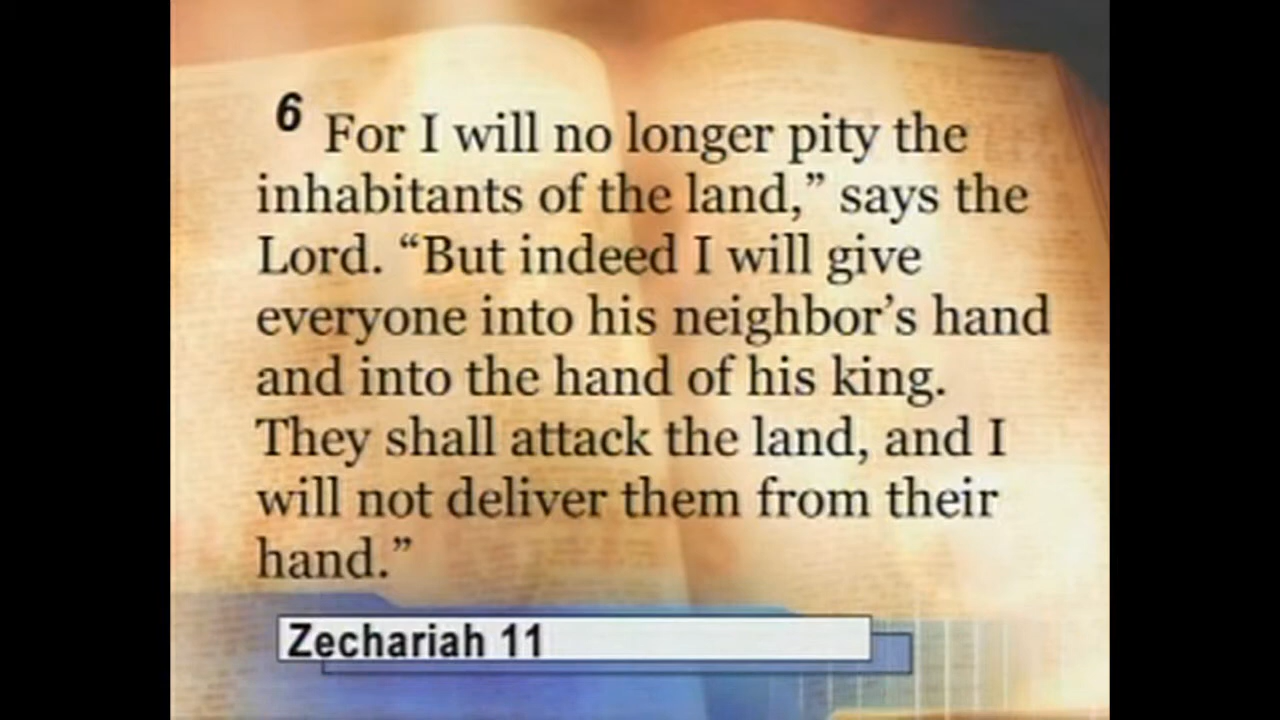 6 For I will no longer pity the
inhabitants of the land,” says the
Lord. “But indeed I will give
everyone into his neighbor’s hand
and into the hand of his king.
They shall attack the land, and I
will not deliver them from their
hand.”
Zechariah 11